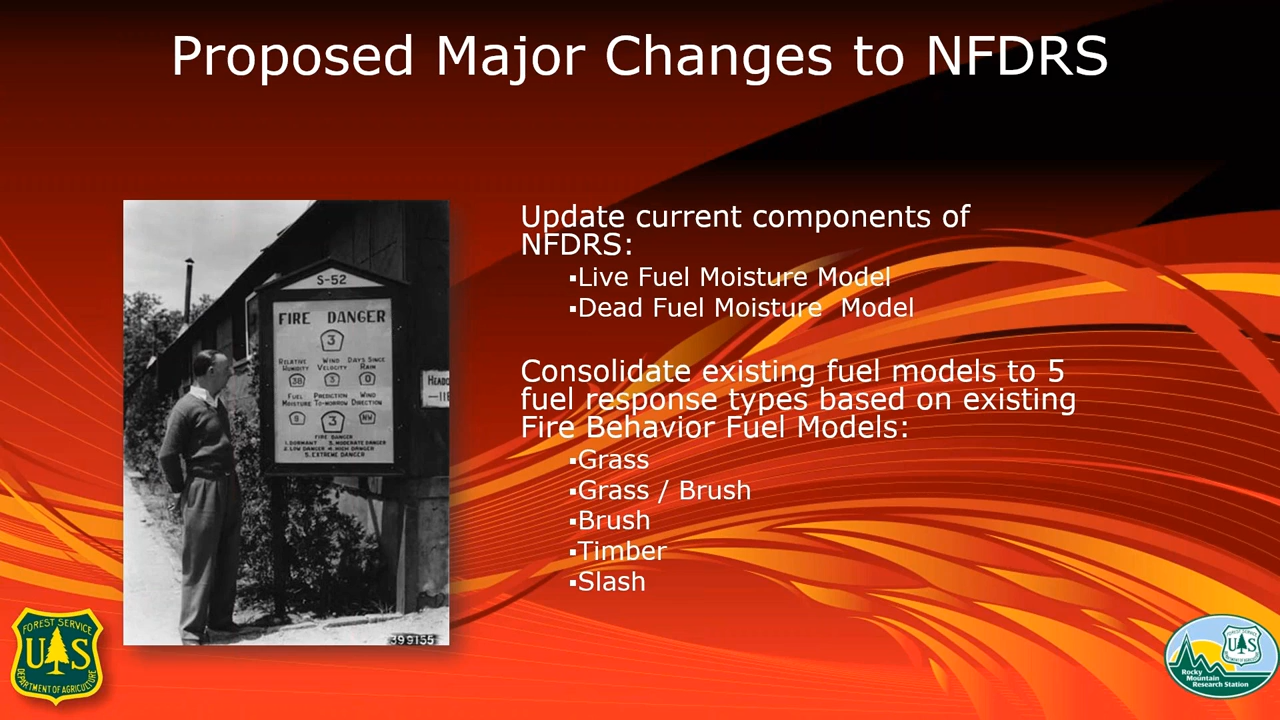 Proposed Major Changes to NFDRS
S-52
FIRE DANGER
3
RELATIVE HUMIDITY
WIND VELOCITY
DAYS SINCE RAIN
38
3
0
FUEL MOISTURE
PREDICTION TO-MORROW
WIND DIRECTION
9
3
NW
FIRE DANGER
1. DORMANT 3. MODERATE DANGER
2. LOW DANGER 4. HIGH DANGER
5. EXTREME DANGER
399155
Update current components of
NFDRS:
▪Live Fuel Moisture Model
▪Dead Fuel Moisture  Model
Consolidate existing fuel models to 5
fuel response types based on existing
Fire Behavior Fuel Models:
▪Grass
▪Grass / Brush
▪Brush
▪Timber
▪Slash
FOREST SERVICE
U S
DEPARTMENT OF AGRICULTURE
U S
Rocky
Mountain
Research Station